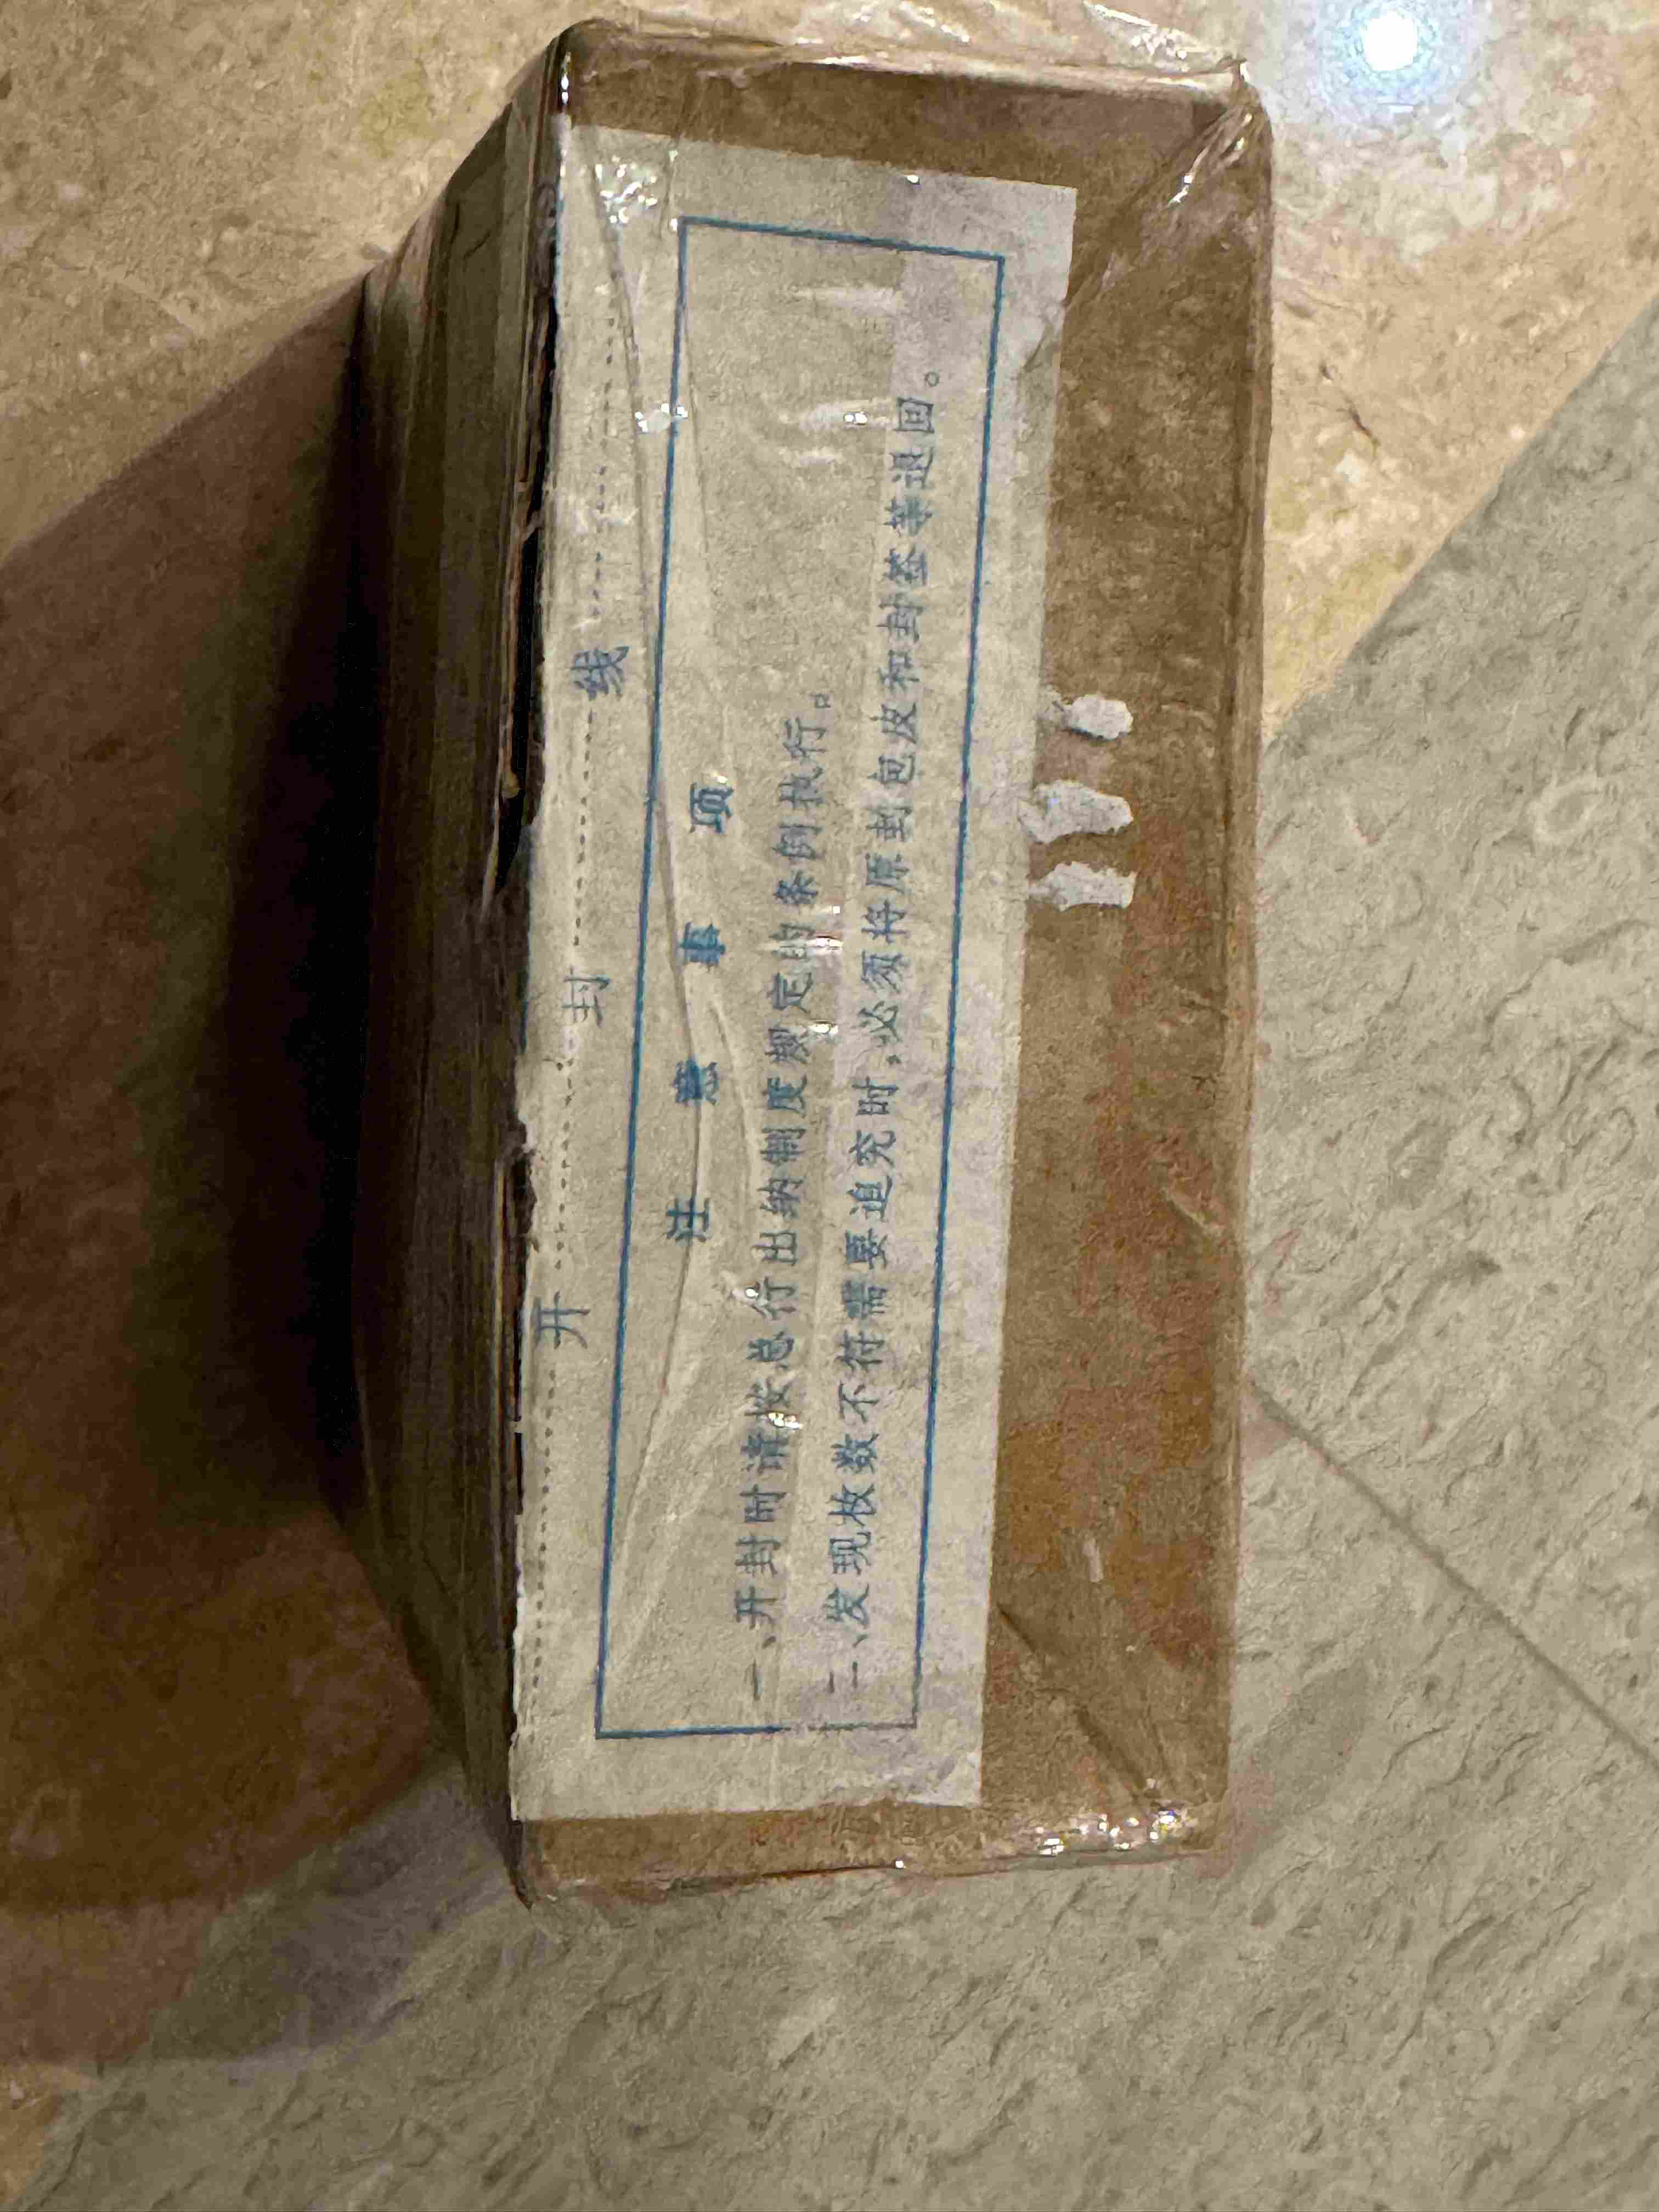 开封线
注意事项
一、开封时请按总行出纳制度规定的条例执行。
二、发现枚数不符需要追究时,必须将原封包皮和封签等退回。